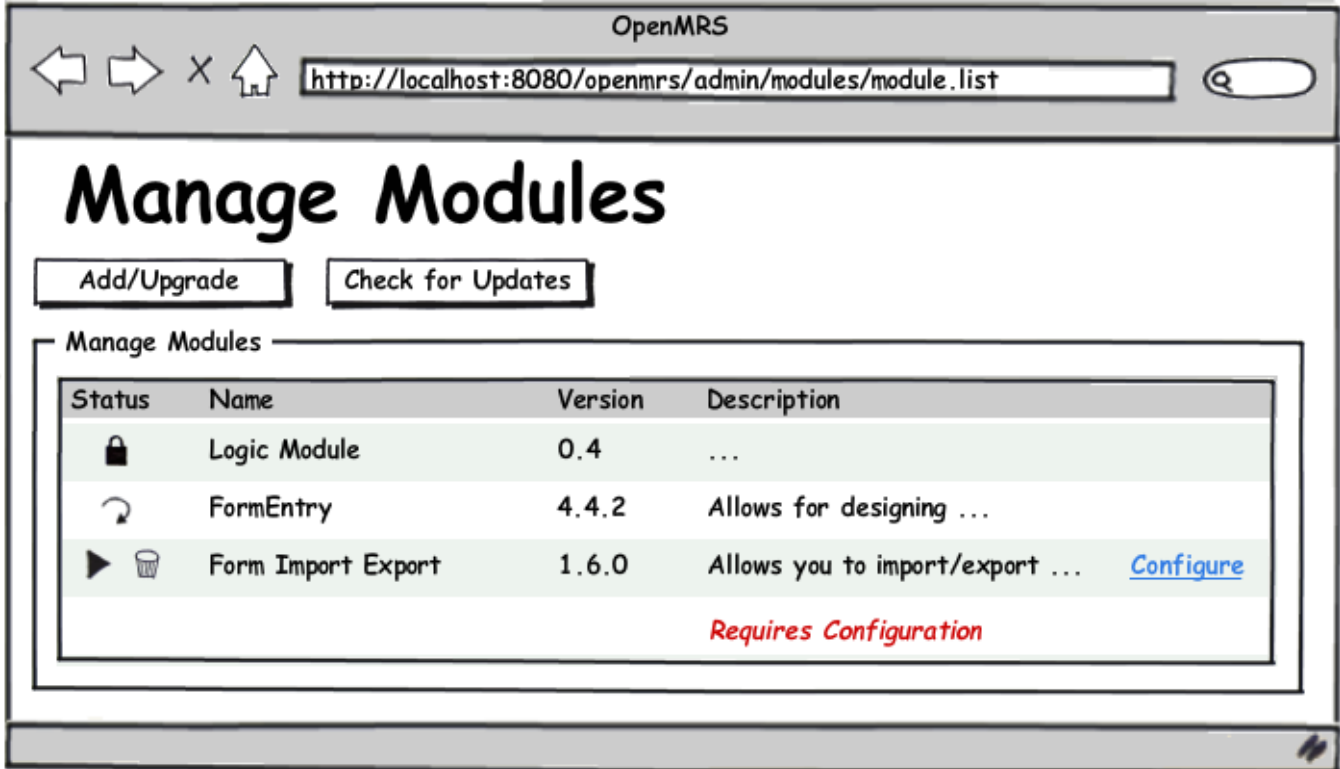 OpenMRS
http://localhost:8080/openmrs/admin/modules/module.list
Manage Modules
Add/Upgrade Check for Updates
Manage Modules
Status Name Version Description
Logic Module 0.4 ...
FormEntry 4.4.2 Allows for designing ...
Form Import Export 1.6.0 Allows you to import/export ... Configure
Requires Configuration